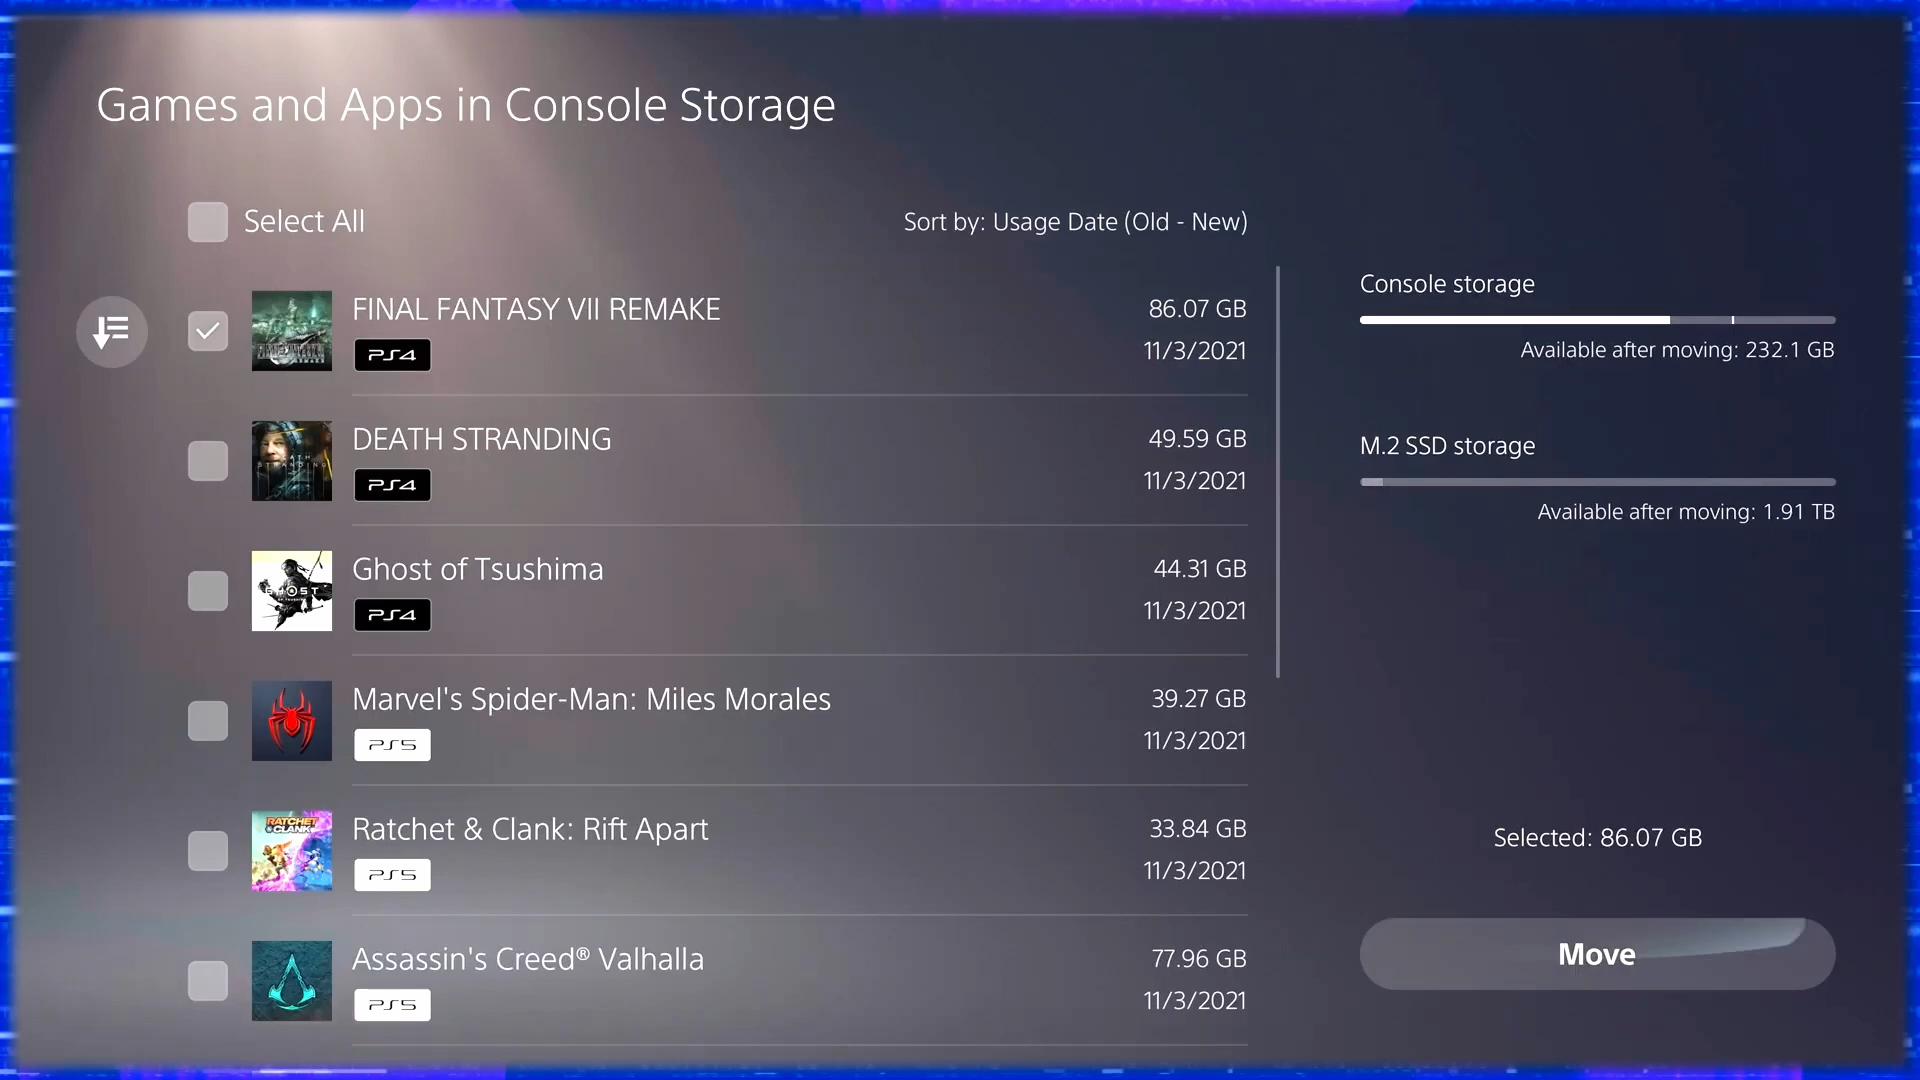 Games and Apps in Console Storage
Select All
Sort by: Usage Date (Old - New)
FINAL FANTASY VII REMAKE
86.07 GB
PS4
11/3/2021
DEATH STRANDING
49.59 GB
PS4
11/3/2021
Ghost of Tsushima
44.31 GB
GHOST
PS4
11/3/2021
Marvel's Spider-Man: Miles Morales
39.27 GB
PS5
11/3/2021
Ratchet & Clank: Rift Apart
33.84 GB
RATCHET
& CLANK
PS5
11/3/2021
Assassin's Creed® Valhalla
77.96 GB
PS5
11/3/2021
Console storage
Available after moving: 232.1 GB
M.2 SSD storage
Available after moving: 1.91 TB
Selected: 86.07 GB
Move